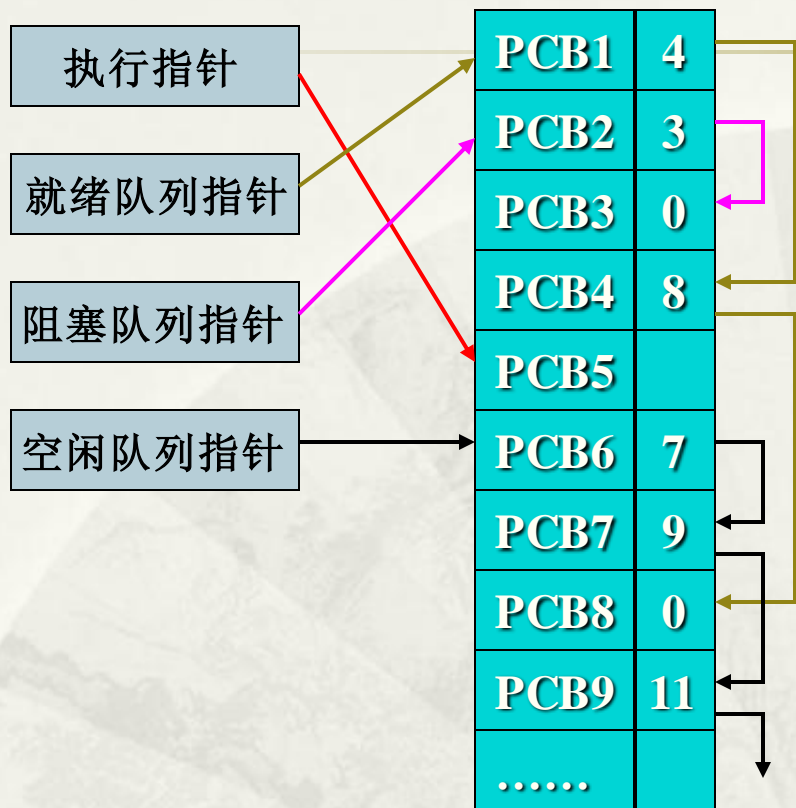 执行指针
就绪队列指针
阻塞队列指针
空闲队列指针
PCB1 4
PCB2 3
PCB3 0
PCB4 8
PCB5
PCB6 7
PCB7 9
PCB8 0
PCB9 11
……